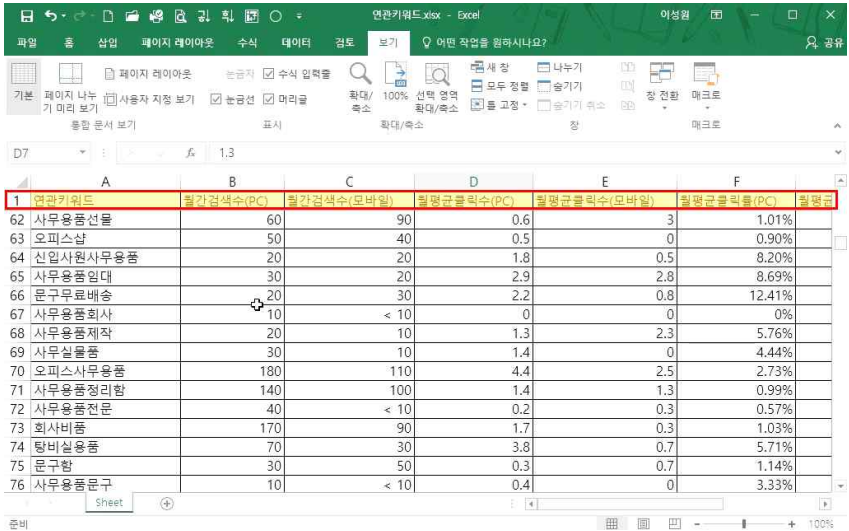 연관키워드.xlsx - Excel 이성원
파일 홈 삽입 페이지 레이아웃 수식 데이터 검토 보기 어떤 작업을 원하시나요? 공유
기본 페이지 나누기 미리 보기 페이지 레이아웃 사용자 지정 보기
눈금자 수식 입력줄 눈금선 머리글
확대/축소 100% 선택 영역 확대/축소
새 창 모두 정렬 틀 고정 나누기 숨기기 숨기기 취소 창 전환 매크로
통합 문서 보기 표시 확대/축소 창 매크로
D7 fx 1.3
A B C D E F
1 연관키워드 월간검색수(PC) 월간검색수(모바일) 월평균클릭수(PC) 월평균클릭수(모바일) 월평균클릭률(PC) 월평균
62 사무용품선물 60 90 0.6 3 1.01%
63 오피스샵 50 40 0.5 0 0.90%
64 신입사원사무용품 20 20 1.8 0.5 8.20%
65 사무용품임대 30 20 2.9 2.8 8.69%
66 문구무료배송 20 30 2.2 0.8 12.41%
67 사무용품회사 10 < 10 0 0 0%
68 사무용품제작 20 10 1.3 2.3 5.76%
69 사무실물품 30 10 1.4 0 4.44%
70 오피스사무용품 180 110 4.4 2.5 2.73%
71 사무용품정리함 140 100 1.4 1.3 0.99%
72 사무용품전문 40 < 10 0.2 0.3 0.57%
73 회사비품 170 90 1.7 0.3 1.03%
74 탕비실용품 70 30 3.8 0.7 5.71%
75 문구함 30 50 0.3 0.7 1.14%
76 사무용품문구 10 < 10 0.4 0 3.33%
Sheet
준비 100%